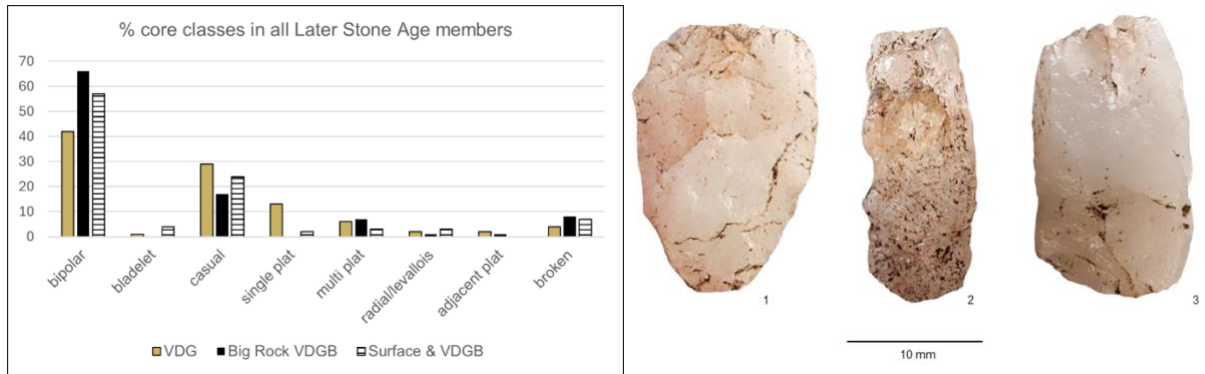 % core classes in all Later Stone Age members
70
60
50
40
30
20
10
0
bipolar
bladelet
casual
single plat
multi plat
radial/levallois
adjacent plat
broken
VDG Big Rock VDGB Surface & VDGB
1
2
3
10 mm